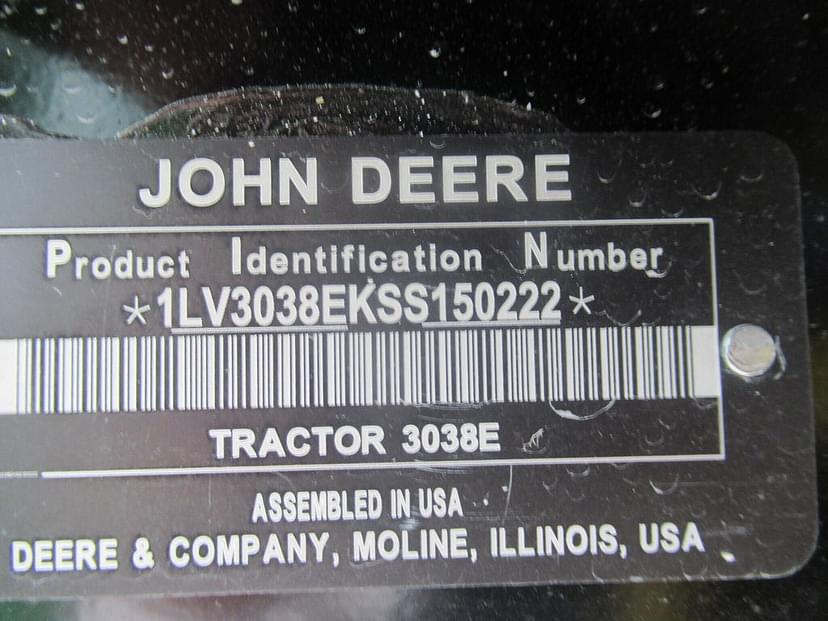 JOHN DEERE
Product Identification Number
*1LV3038EKSS150222*
TRACTOR 3038E
ASSEMBLED IN USA
DEERE & COMPANY, MOLINE, ILLINOIS, USA